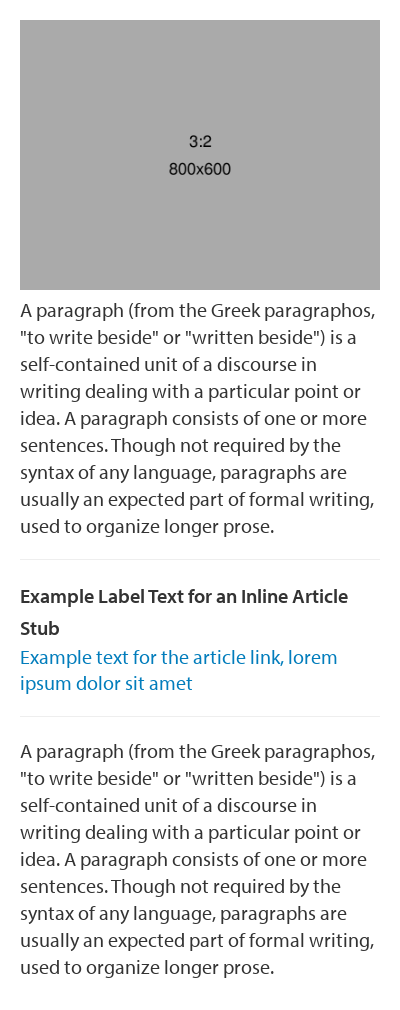 3:2
800x600
A paragraph (from the Greek paragraphos,
"to write beside" or "written beside") is a
self-contained unit of a discourse in
writing dealing with a particular point or
idea. A paragraph consists of one or more
sentences. Though not required by the
syntax of any language, paragraphs are
usually an expected part of formal writing,
used to organize longer prose.
Example Label Text for an Inline Article
Stub
Example text for the article link, lorem
ipsum dolor sit amet
A paragraph (from the Greek paragraphos,
"to write beside" or "written beside") is a
self-contained unit of a discourse in
writing dealing with a particular point or
idea. A paragraph consists of one or more
sentences. Though not required by the
syntax of any language, paragraphs are
usually an expected part of formal writing,
used to organize longer prose.